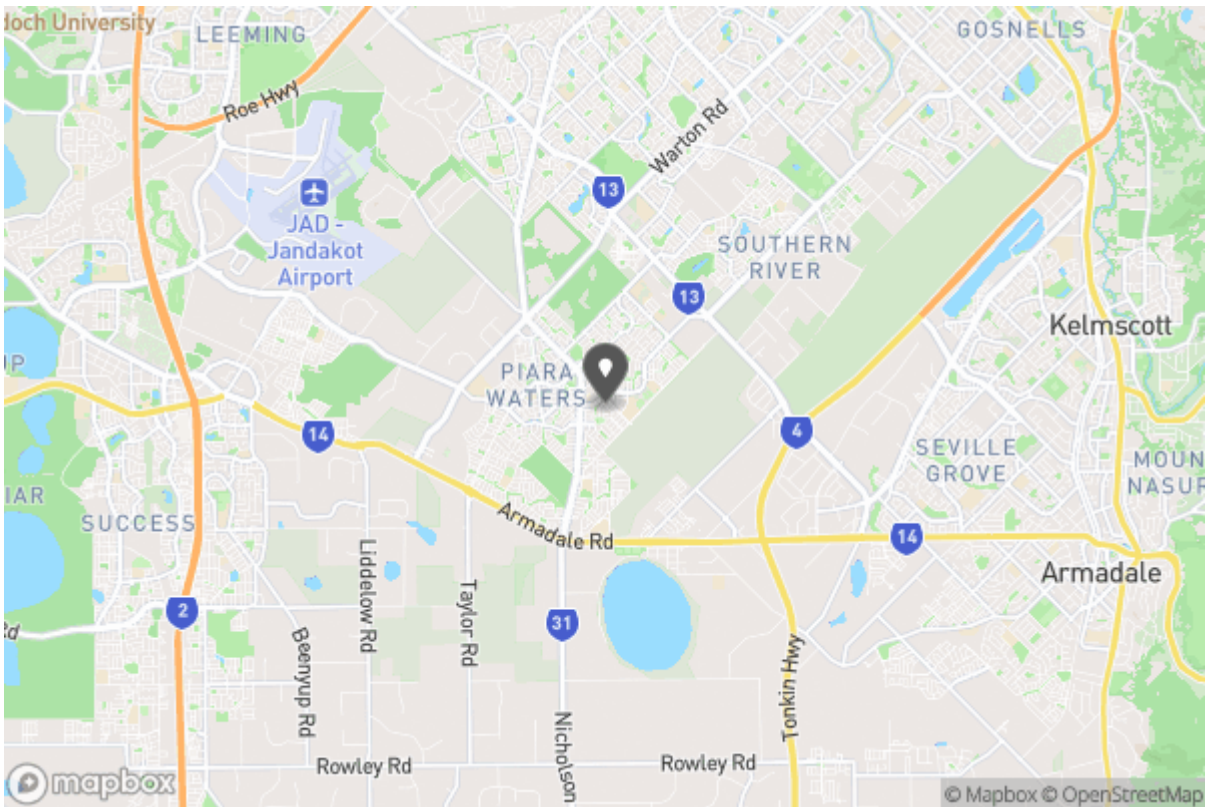 doch University
LEEMING
GOSNELLS
Roe Hwy
Warton Rd
13
JAD -
Jandakot
Airport
SOUTHERN
RIVER
13
Kelmscott
UP
PIARA
WATERS
14
4
SEVILLE
GROVE
MOUN
NASUR
IAR
SUCCESS
Armadale Rd
14
Armadale
Liddelow Rd
Taylor Rd
2
31
Rd
Beenyup Rd
Tonkin Hwy
Nicholson
Rowley Rd
Rowley Rd
mapbox
© Mapbox © OpenStreetMap